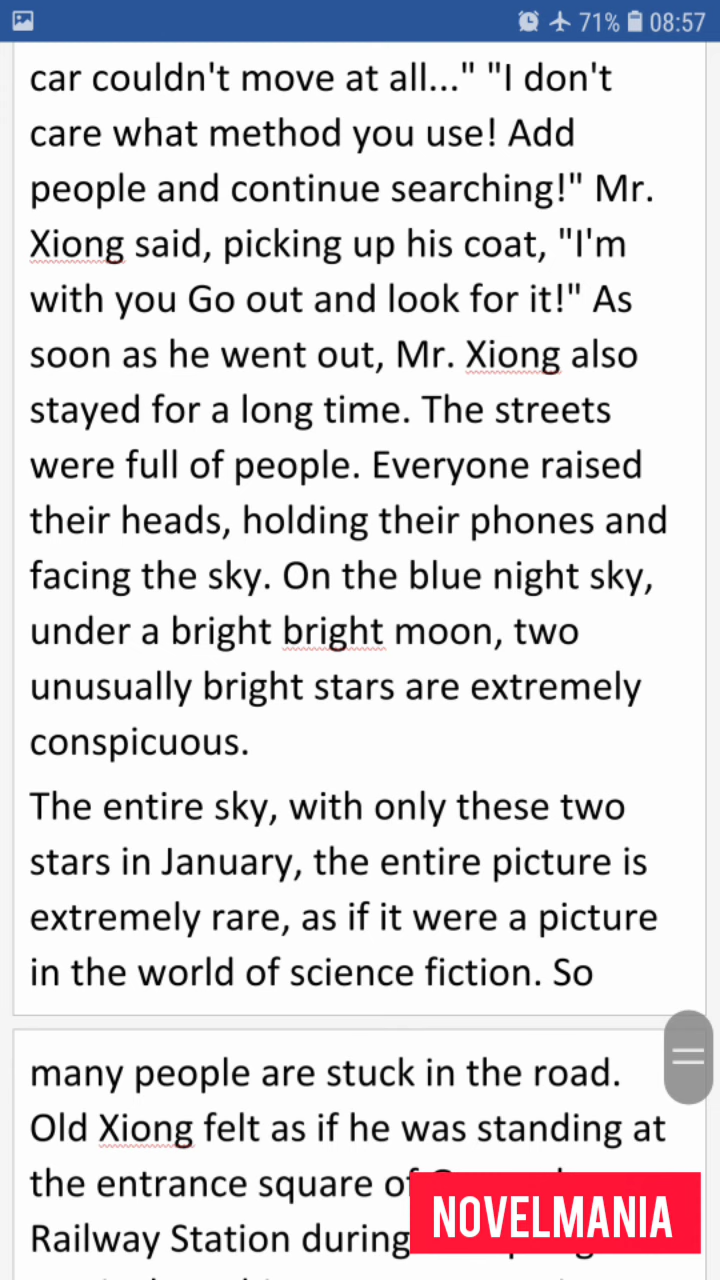 71% 08:57
car couldn't move at all..." "I don't
care what method you use! Add
people and continue searching!" Mr.
Xiong said, picking up his coat, "I'm
with you Go out and look for it!" As
soon as he went out, Mr. Xiong also
stayed for a long time. The streets
were full of people. Everyone raised
their heads, holding their phones and
facing the sky. On the blue night sky,
under a bright bright moon, two
unusually bright stars are extremely
conspicuous.
The entire sky, with only these two
stars in January, the entire picture is
extremely rare, as if it were a picture
in the world of science fiction. So
many people are stuck in the road.
Old Xiong felt as if he was standing at
the entrance square of
Railway Station during
NOVELMANIA